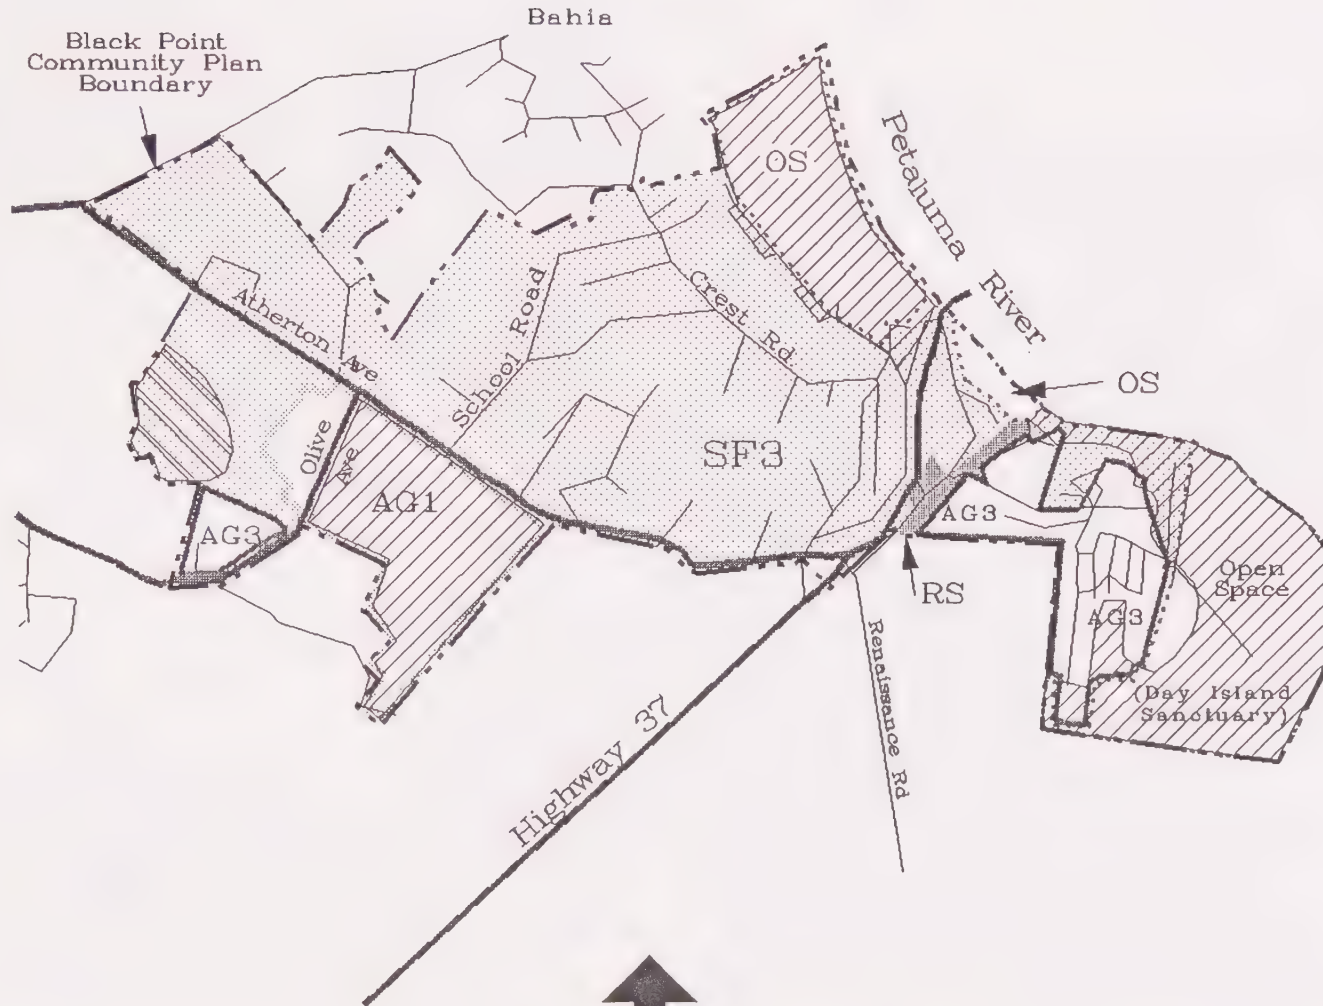 Bahia
Black Point
Community Plan
Boundary
OS
Petaluma River
Crest Rd
School Road
Atherton Ave
Olive Ave
OS
SF3
AG1
AG3
AG3
RS
Open
Space
AG3
(Day Island
Sanctuary)
Renaissance Rd
Highway 37